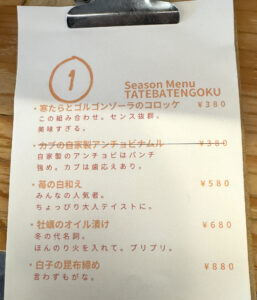 1
Season Menu
TATEBATENGOKU
・寒たらとゴルゴンゾーラのコロッケ ¥380
この組み合わせ。センス抜群。
美味すぎる。
・カブの自家製アンチョビナムル ¥380
自家製のアンチョビはパンチ
強め。カブは歯応えあり。
・苺の白和え ¥580
みんなの人気者。
ちょっぴり大人テイストに。
・牡蠣のオイル漬け ¥680
冬の代名詞。
ほんのり火を入れて。プリプリ。
・白子の昆布締め ¥880
言わずもがな。